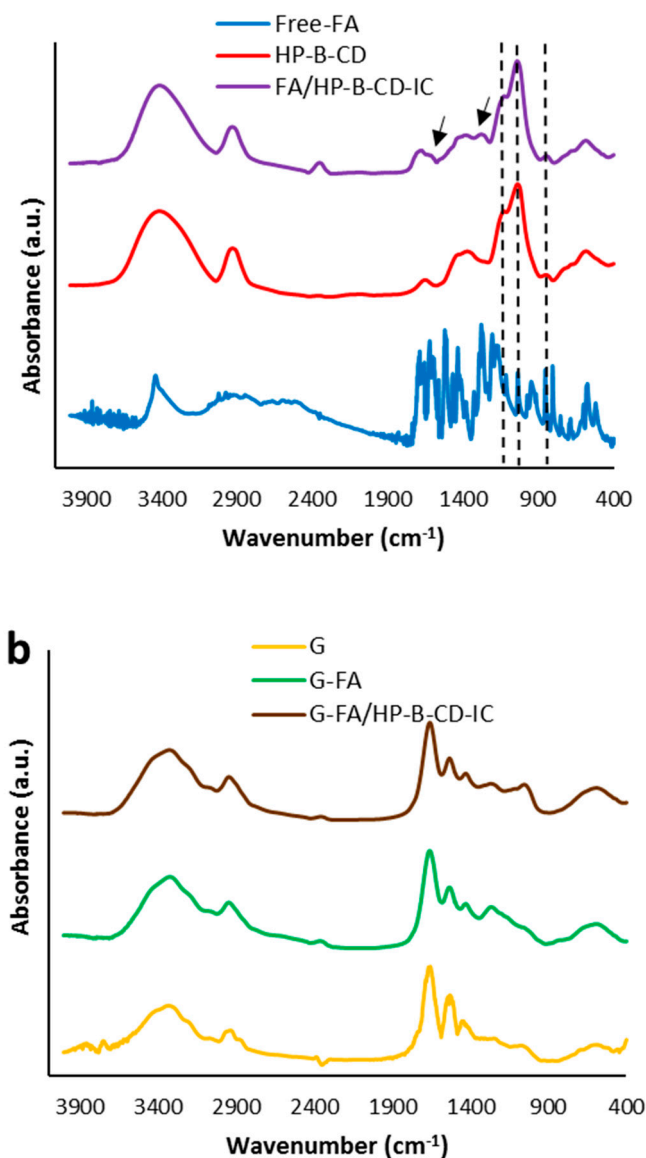 Free-FA
HP-B-CD
FA/HP-B-CD-IC
Absorbance (a.u.)
3900 3400 2900 2400 1900 1400 900 400
Wavenumber (cm-1)
b
G
G-FA
G-FA/HP-B-CD-IC
Absorbance (a.u.)
3900 3400 2900 2400 1900 1400 900 400
Wavenumber (cm-1)